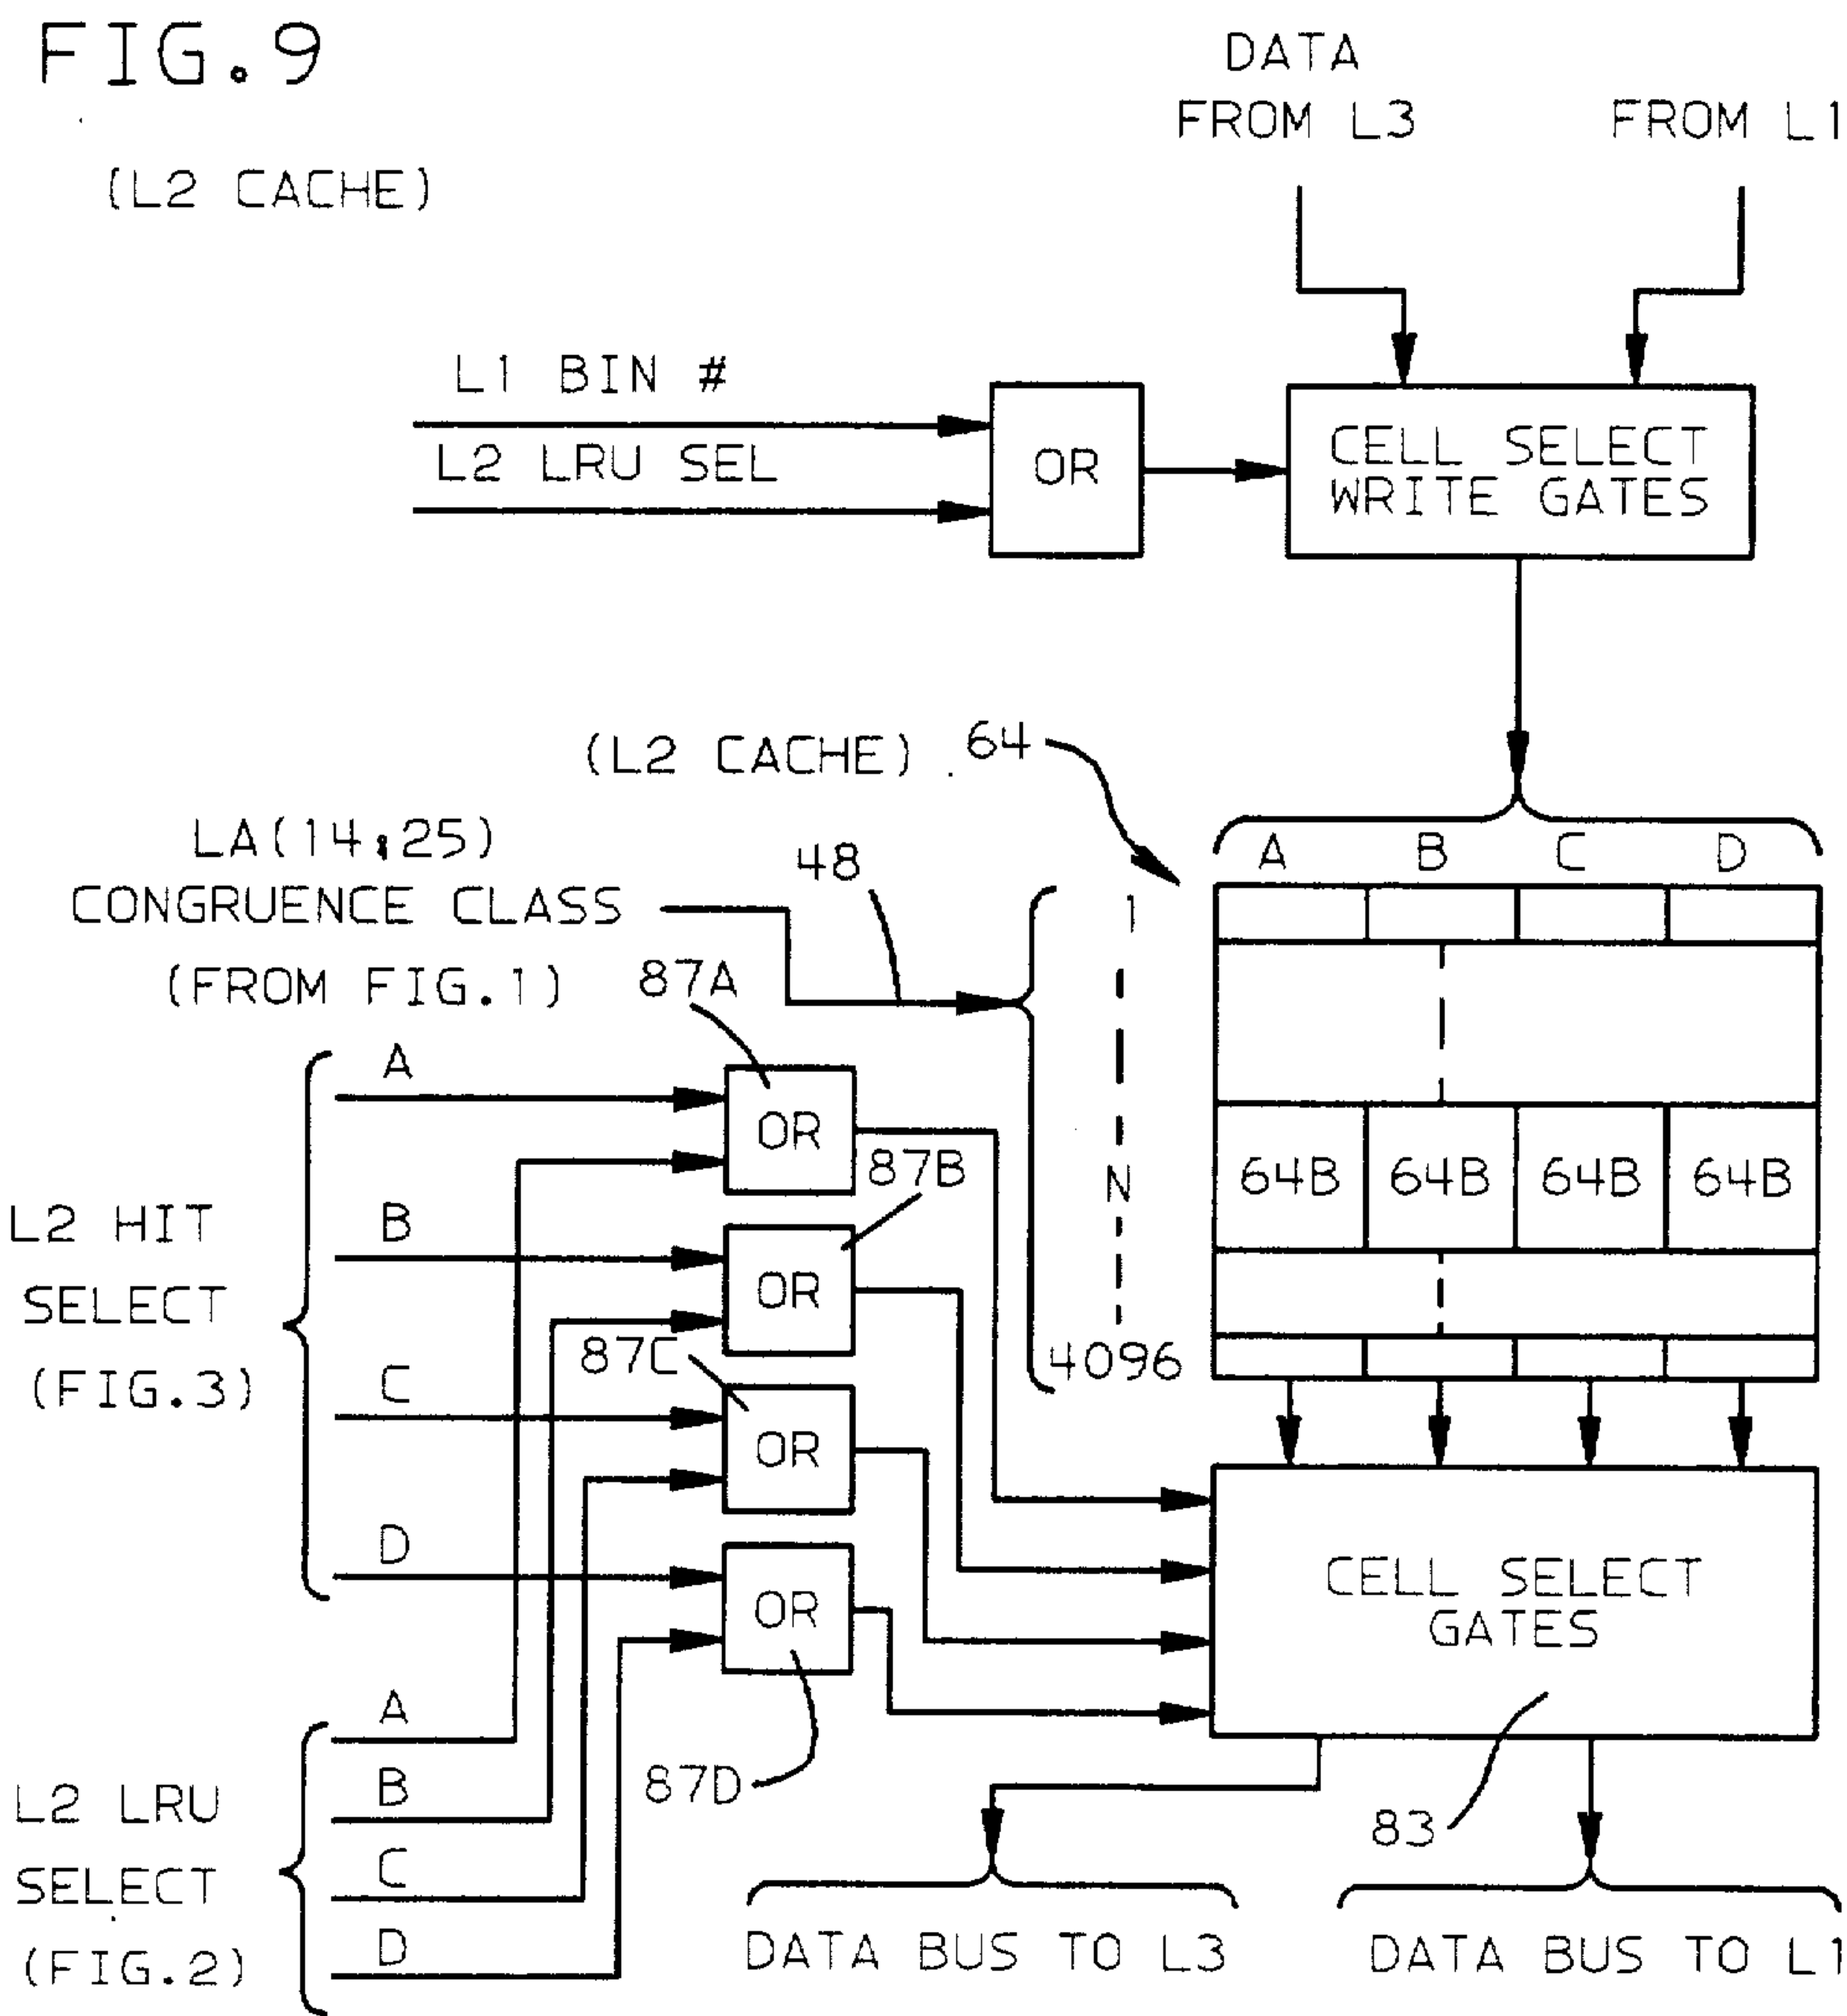 FIG.9
(L2 CACHE)
DATA
FROM L3
FROM L1
L1 BIN #
L2 LRU SEL
OR
CELL SELECT
WRITE GATES
(L2 CACHE)
64
LA(14:25)
CONGRUENCE CLASS
(FROM FIG.1)
48
1
N
4096
A B C D
64B 64B 64B 64B
L2 HIT
SELECT
(FIG.3)
A
B
C
D
87A
OR
87B
OR
87C
OR
OR
87D
CELL SELECT
GATES
83
L2 LRU
SELECT
(FIG.2)
A
B
C
D
DATA BUS TO L3
DATA BUS TO L1